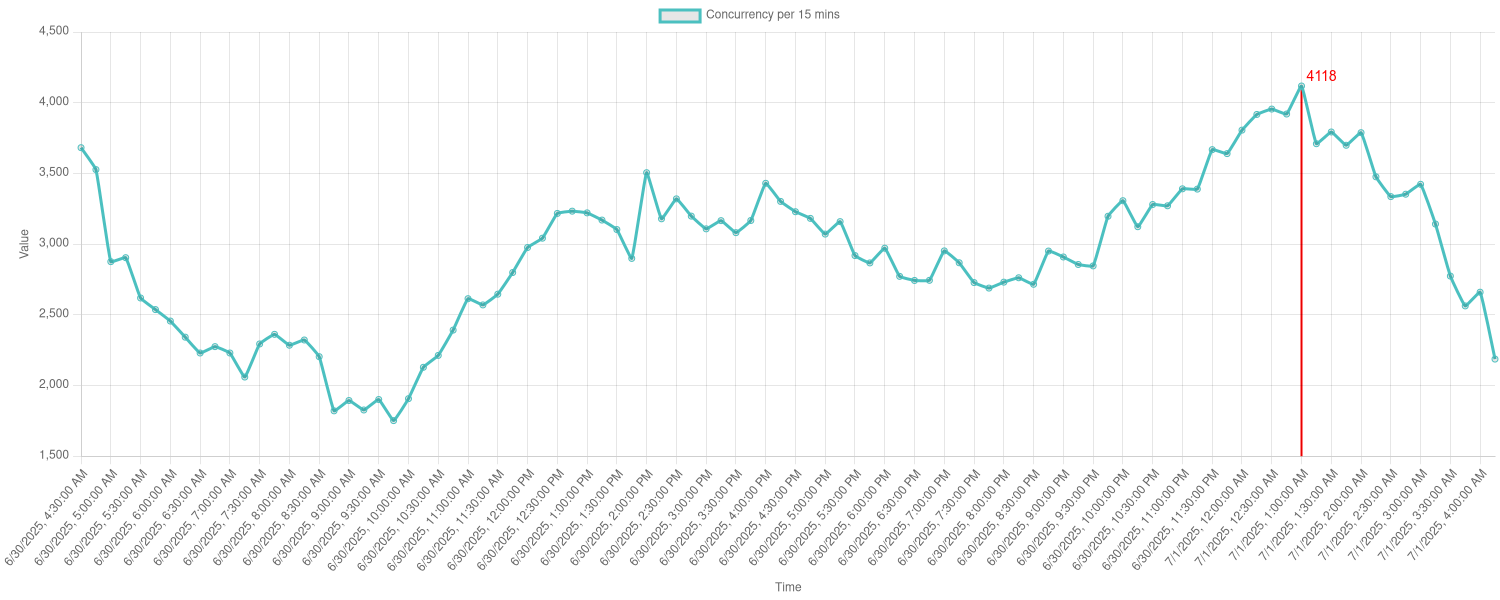 Concurrency per 15 mins
4,500
4,000
3,500
3,000
2,500
2,000
1,500
Value
4118
6/30/2025, 4:30:00 AM
6/30/2025, 5:00:00 AM
6/30/2025, 5:30:00 AM
6/30/2025, 6:00:00 AM
6/30/2025, 6:30:00 AM
6/30/2025, 7:00:00 AM
6/30/2025, 7:30:00 AM
6/30/2025, 8:00:00 AM
6/30/2025, 8:30:00 AM
6/30/2025, 9:00:00 AM
6/30/2025, 9:30:00 AM
6/30/2025, 10:00:00 AM
6/30/2025, 10:30:00 AM
6/30/2025, 11:00:00 AM
6/30/2025, 11:30:00 AM
6/30/2025, 12:00:00 PM
6/30/2025, 12:30:00 PM
6/30/2025, 1:00:00 PM
6/30/2025, 1:30:00 PM
6/30/2025, 2:00:00 PM
6/30/2025, 2:30:00 PM
6/30/2025, 3:00:00 PM
6/30/2025, 3:30:00 PM
6/30/2025, 4:00:00 PM
6/30/2025, 4:30:00 PM
6/30/2025, 5:00:00 PM
6/30/2025, 5:30:00 PM
6/30/2025, 6:00:00 PM
6/30/2025, 6:30:00 PM
6/30/2025, 7:00:00 PM
6/30/2025, 7:30:00 PM
6/30/2025, 8:00:00 PM
6/30/2025, 8:30:00 PM
6/30/2025, 9:00:00 PM
6/30/2025, 9:30:00 PM
6/30/2025, 10:00:00 PM
6/30/2025, 10:30:00 PM
6/30/2025, 11:00:00 PM
6/30/2025, 11:30:00 PM
7/1/2025, 12:00:00 AM
7/1/2025, 12:30:00 AM
7/1/2025, 1:00:00 AM
7/1/2025, 1:30:00 AM
7/1/2025, 2:00:00 AM
7/1/2025, 2:30:00 AM
7/1/2025, 3:00:00 AM
7/1/2025, 3:30:00 AM
7/1/2025, 4:00:00 AM
Time